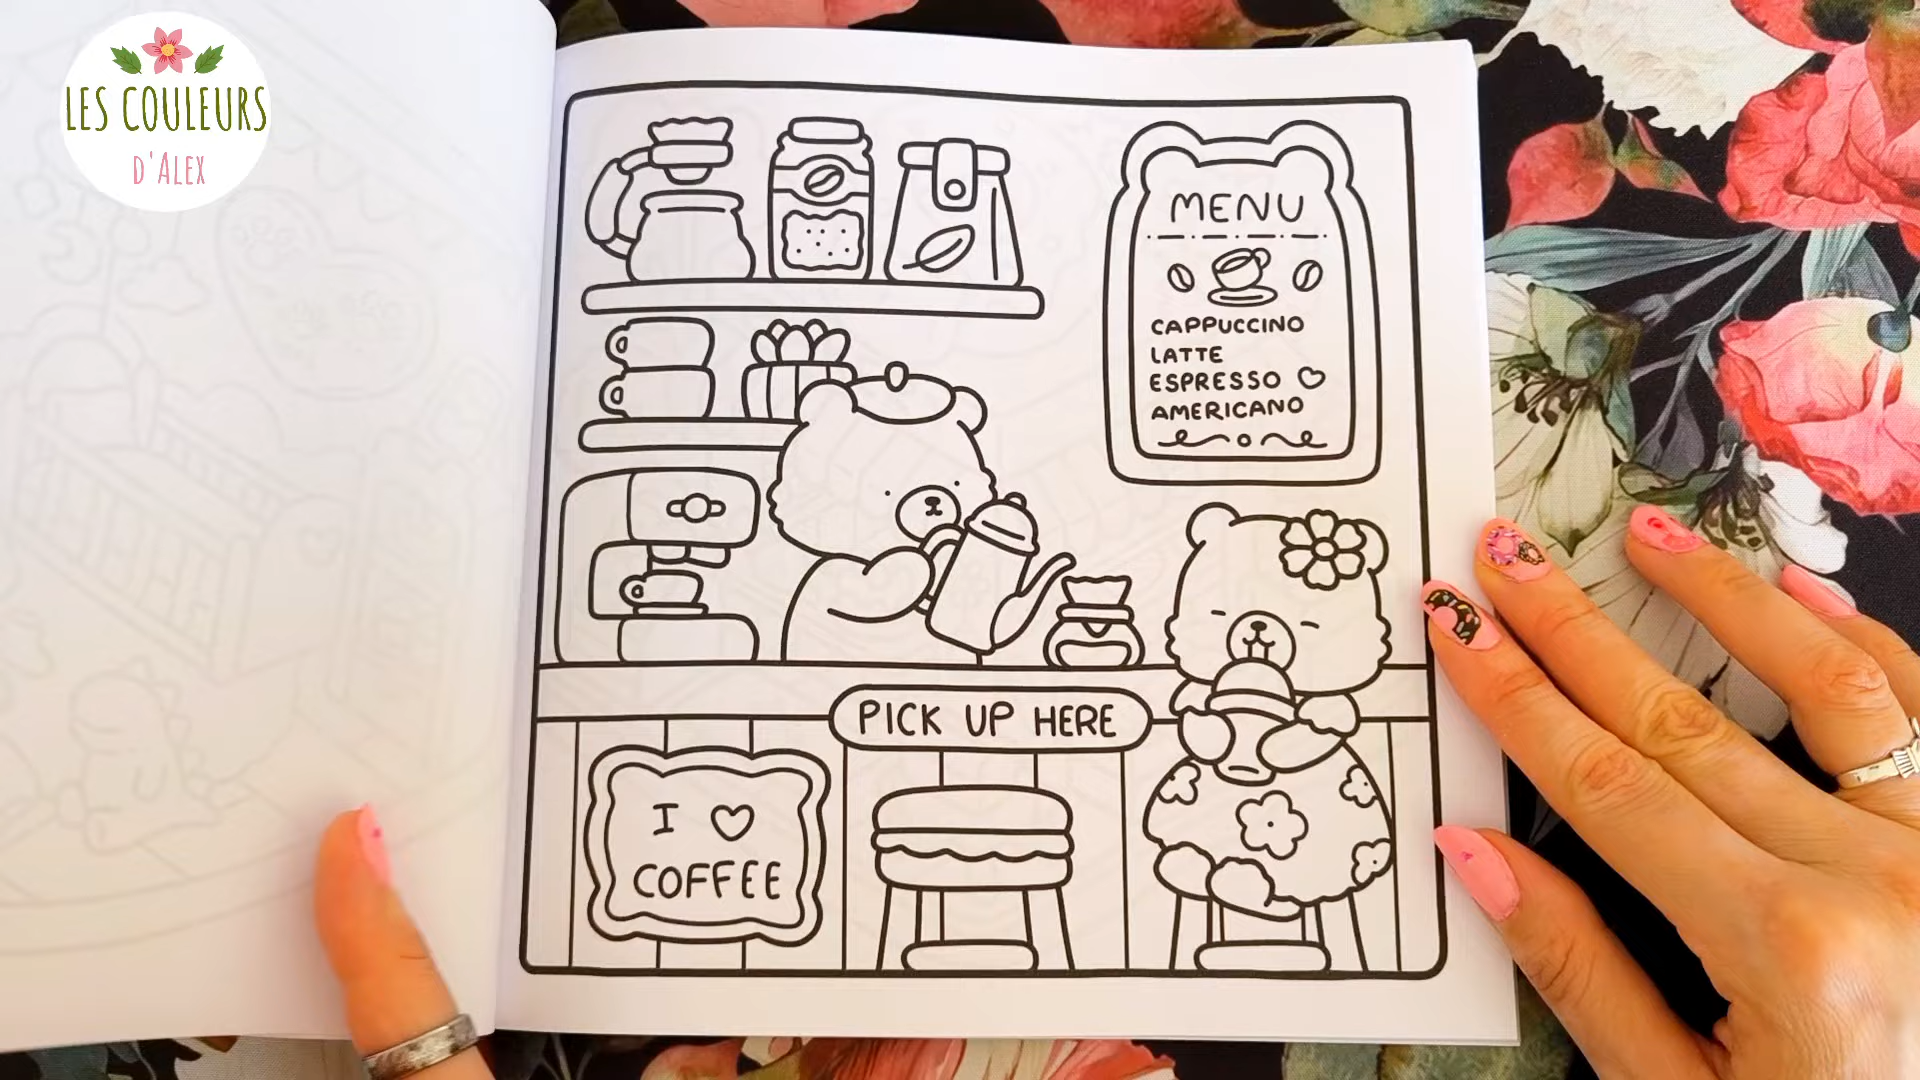 LES COULEURS
D'ALEX
MENU
CAPPUCCINO
LATTE
ESPRESSO
AMERICANO
PICK UP HERE
I
COFFEE